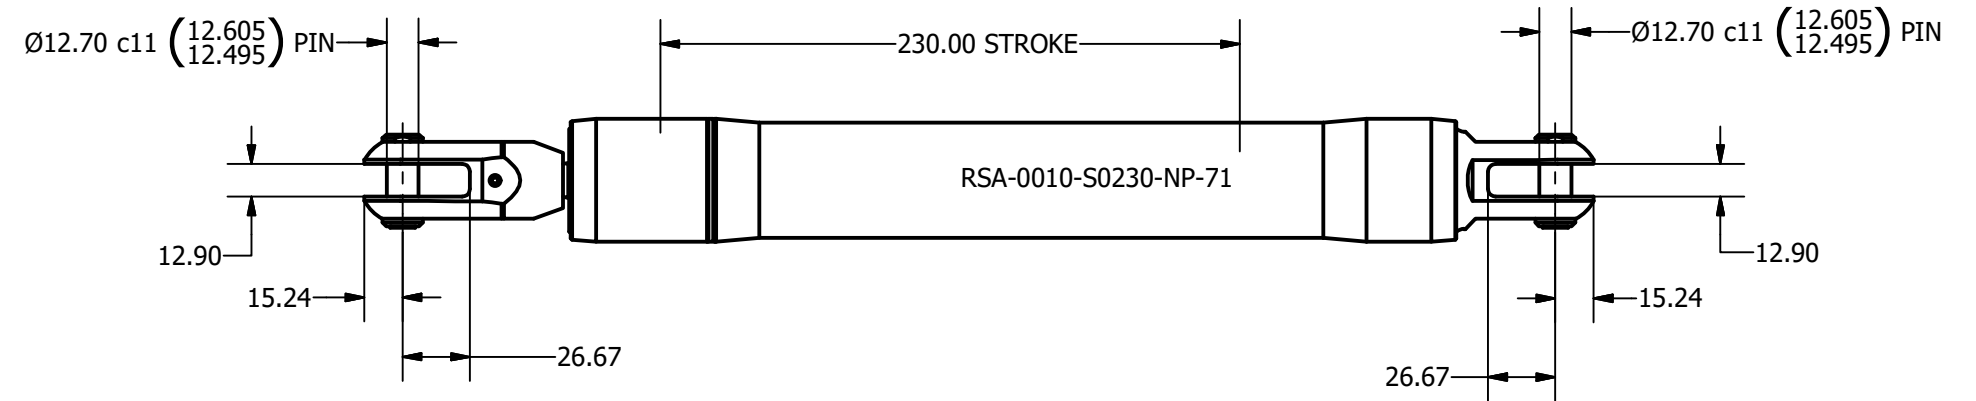 Ø12.70 c11 (12.605
12.495) PIN
230.00 STROKE
Ø12.70 c11 (12.605
12.495) PIN
RSA-0010-S0230-NP-71
12.90
12.90
15.24
15.24
26.67
26.67